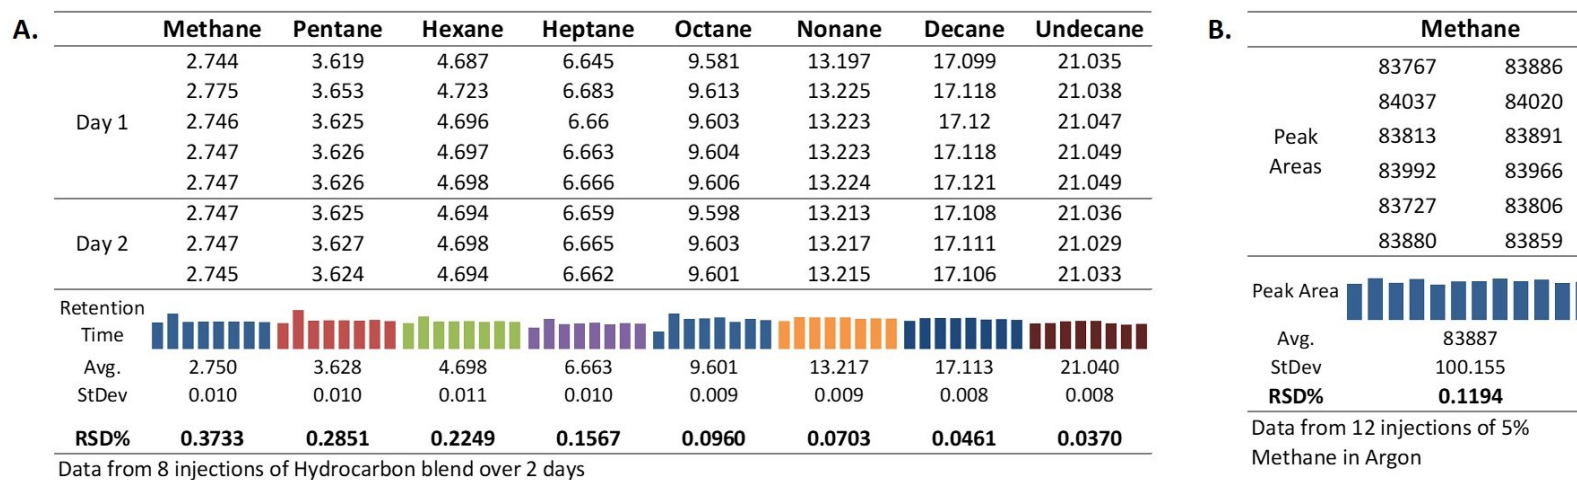 A.
Methane Pentane Hexane Heptane Octane Nonane Decane Undecane
Day 1
2.744 3.619 4.687 6.645 9.581 13.197 17.099 21.035
2.775 3.653 4.723 6.683 9.613 13.225 17.118 21.038
2.746 3.625 4.696 6.66 9.603 13.223 17.12 21.047
2.747 3.626 4.697 6.663 9.604 13.223 17.118 21.049
2.747 3.626 4.698 6.666 9.606 13.224 17.121 21.049
Day 2
2.747 3.625 4.694 6.659 9.598 13.213 17.108 21.036
2.747 3.627 4.698 6.665 9.603 13.217 17.111 21.029
2.745 3.624 4.694 6.662 9.601 13.215 17.106 21.033
Retention
Time
Avg. 2.750 3.628 4.698 6.663 9.601 13.217 17.113 21.040
StDev 0.010 0.010 0.011 0.010 0.009 0.009 0.008 0.008
RSD% 0.3733 0.2851 0.2249 0.1567 0.0960 0.0703 0.0461 0.0370
Data from 8 injections of Hydrocarbon blend over 2 days
B.
Methane
Peak
Areas
83767 83886
84037 84020
83813 83891
83992 83966
83727 83806
83880 83859
Peak Area
Avg. 83887
StDev 100.155
RSD% 0.1194
Data from 12 injections of 5%
Methane in Argon